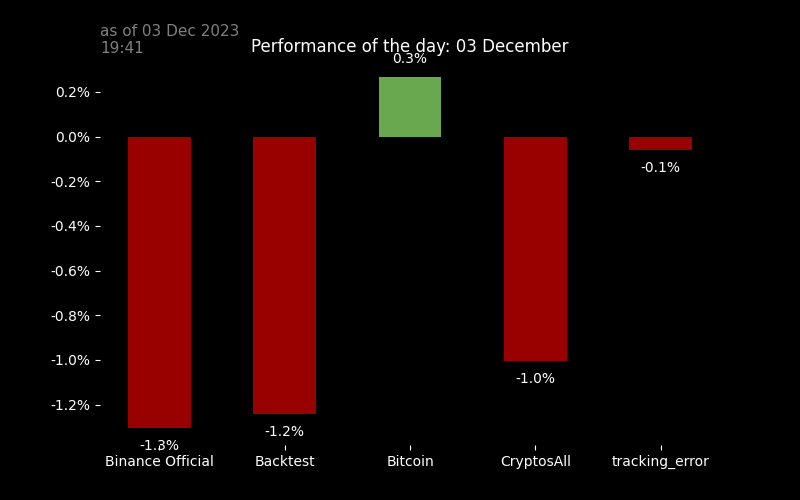 as of 03 Dec 2023
19:41
Performance of the day: 03 December
0.3%
0.2%
0.0%
-0.2%
-0.1%
-0.4%
-0.6%
-0.8%
-1.0%
-1.0%
-1.2%
-1.2%
-1.3%
Binance Official
Backtest
Bitcoin
CryptosAll
tracking_error